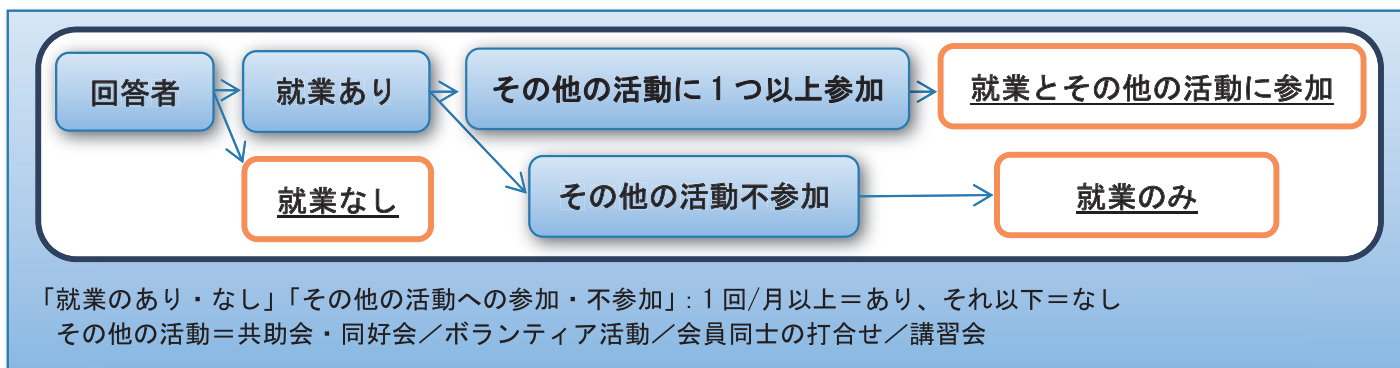 回答者
就業あり
その他の活動に１つ以上参加
就業とその他の活動に参加
就業なし
その他の活動不参加
就業のみ
「就業のあり・なし」「その他の活動への参加・不参加」：１回/月以上＝あり、それ以下＝なし
その他の活動＝共助会・同好会／ボランティア活動／会員同士の打合せ／講習会